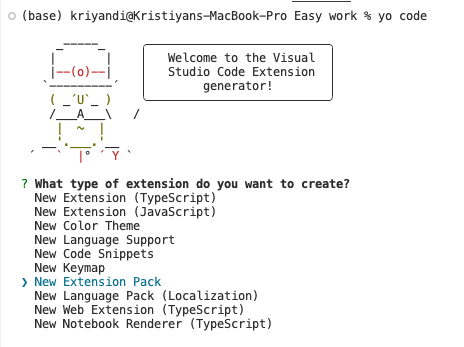 (base) kriyandi@Kristiyans-MacBook-Pro Easy work % yo code
     _-----_
    |       |
    |--(o)--|
   `---------´
    ( _´U`_ )
    /___A___\   /
     |  ~  |
   __'.___.'__
 ´   `  |° ´ Y `
Welcome to the Visual
Studio Code Extension
generator!
? What type of extension do you want to create?
New Extension (TypeScript)
New Extension (JavaScript)
New Color Theme
New Language Support
New Code Snippets
New Keymap
❯ New Extension Pack
New Language Pack (Localization)
New Web Extension (TypeScript)
New Notebook Renderer (TypeScript)